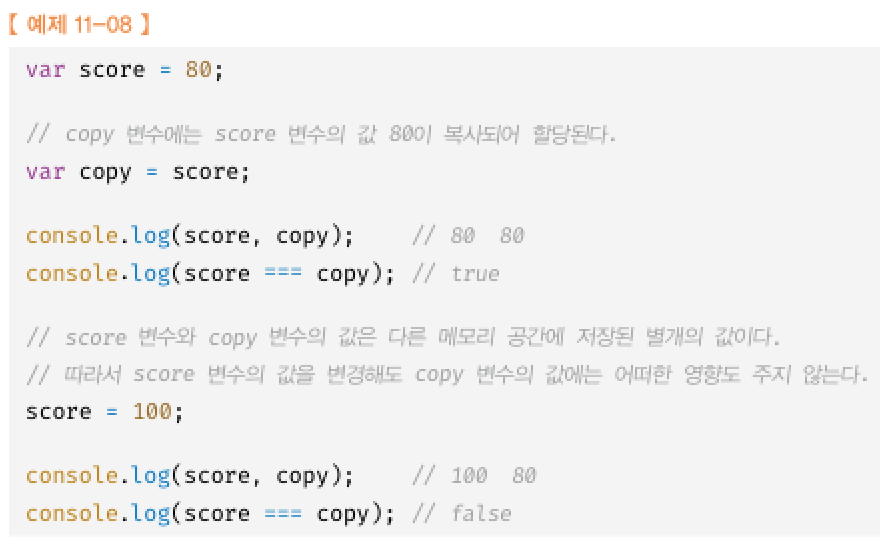 【 예제 11-08 】
var score = 80;
// copy 변수에는 score 변수의 값 80이 복사되어 할당된다.
var copy = score;
console.log(score, copy);    // 80  80
console.log(score === copy); // true
// score 변수와 copy 변수의 값은 다른 메모리 공간에 저장된 별개의 값이다.
// 따라서 score 변수의 값을 변경해도 copy 변수의 값에는 어떠한 영향도 주지 않는다.
score = 100;
console.log(score, copy);    // 100  80
console.log(score === copy); // false